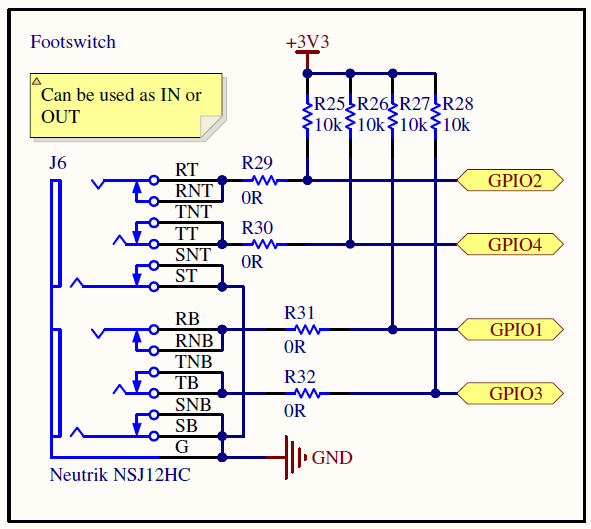 Footswitch
+3V3
Can be used as IN or
OUT
R25 R26 R27 R28
10k 10k 10k 10k
J6
RT
R29
GPIO2
RNT
0R
TNT
TT
R30
GPIO4
SNT
0R
ST
RB
R31
GPIO1
RNB
0R
TNB
R32
TB
GPIO3
SNB
0R
SB
G
GND
Neutrik NSJ12HC